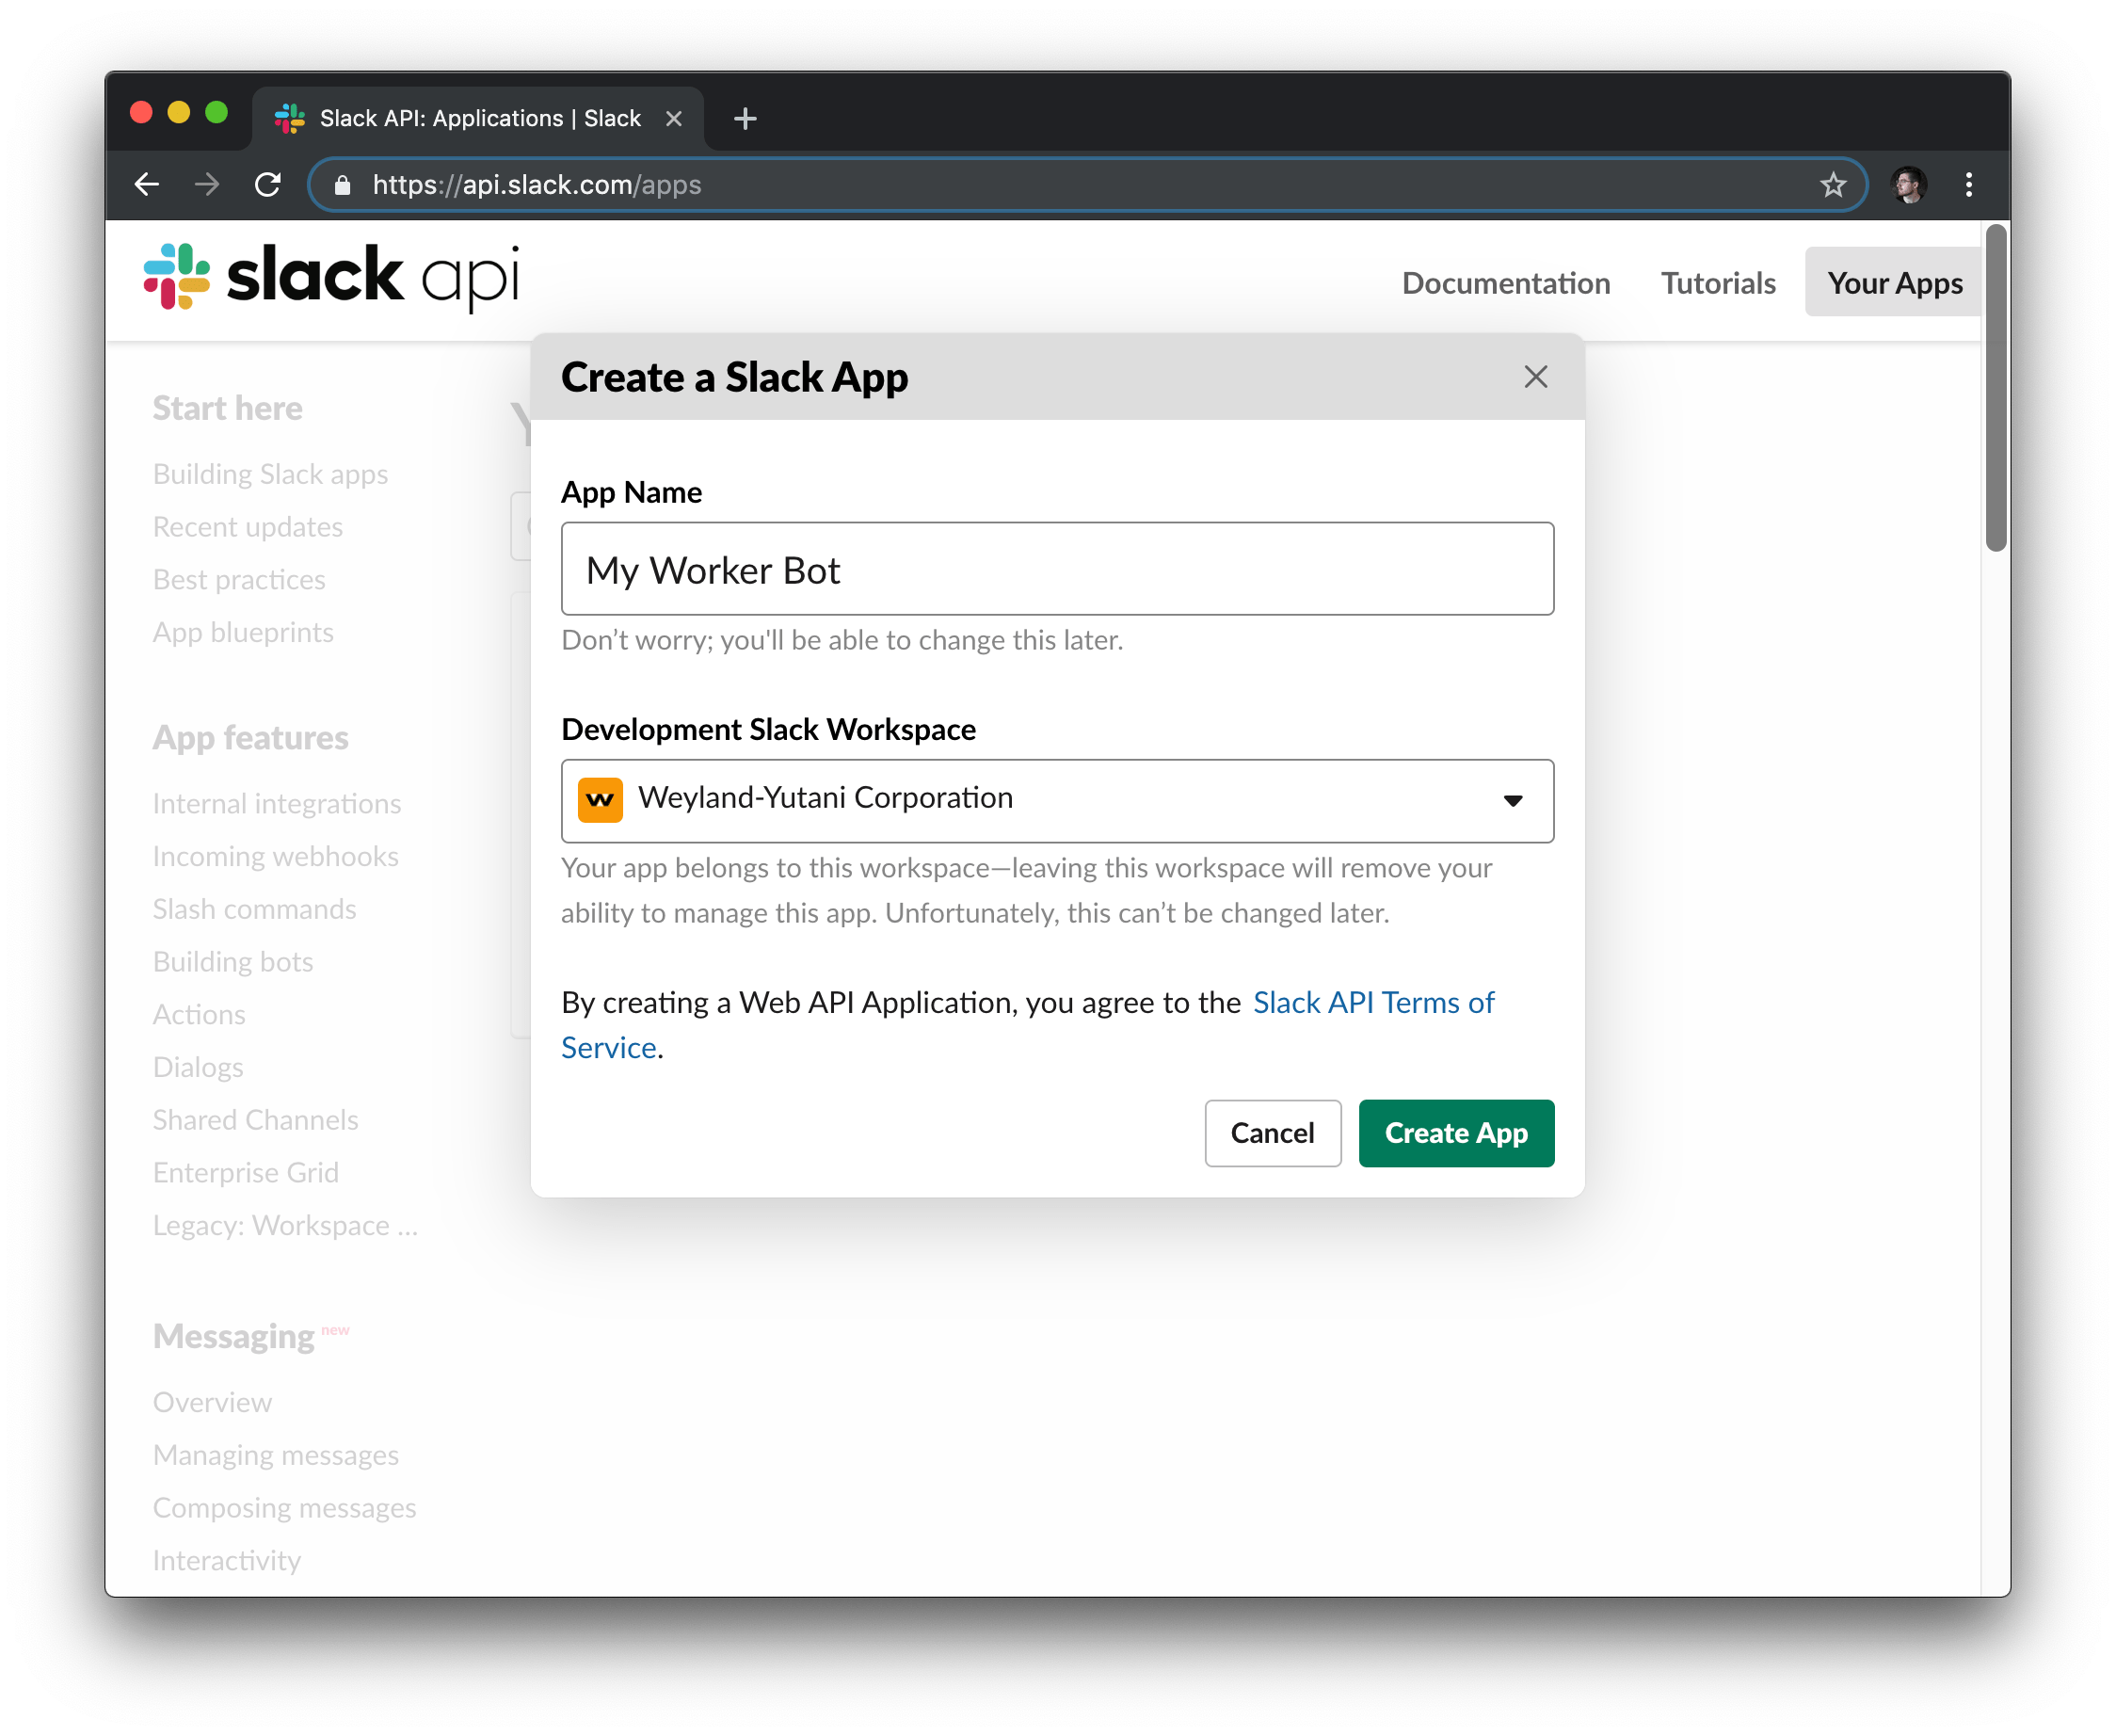 Slack API: Applications | Slack
https://api.slack.com/apps
slack api
Documentation
Tutorials
Your Apps
Start here
Building Slack apps
Recent updates
Best practices
App blueprints
App features
Internal integrations
Incoming webhooks
Slash commands
Building bots
Actions
Dialogs
Shared Channels
Enterprise Grid
Legacy: Workspace ...
Messaging new
Overview
Managing messages
Composing messages
Interactivity
Y
Create a Slack App
App Name
My Worker Bot
Don’t worry; you'll be able to change this later.
Development Slack Workspace
W Weyland-Yutani Corporation
Your app belongs to this workspace—leaving this workspace will remove your
ability to manage this app. Unfortunately, this can’t be changed later.
By creating a Web API Application, you agree to the Slack API Terms of
Service.
Cancel
Create App